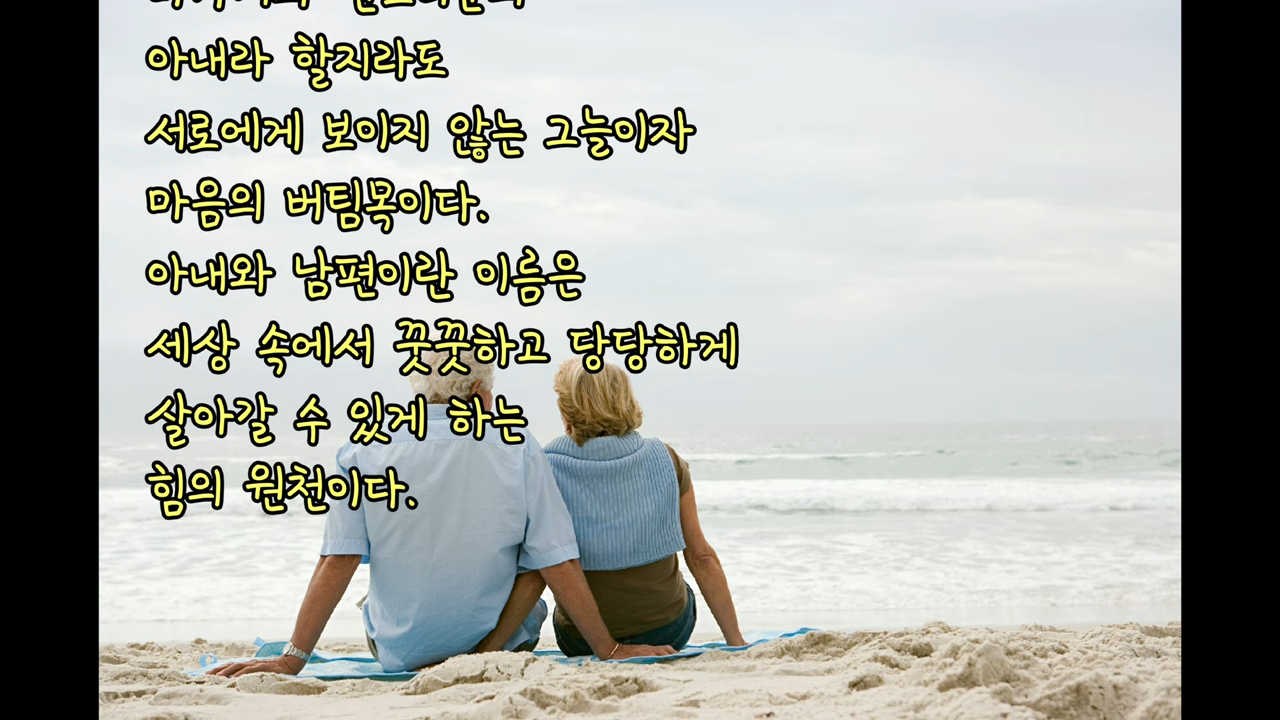 아내라 할지라도
서로에게 보이지 않는 그늘이자
마음의 버팀목이다.
아내와 남편이란 이름은
세상 속에서 꿋꿋하고 당당하게
살아갈 수 있게 하는
힘의 원천이다.